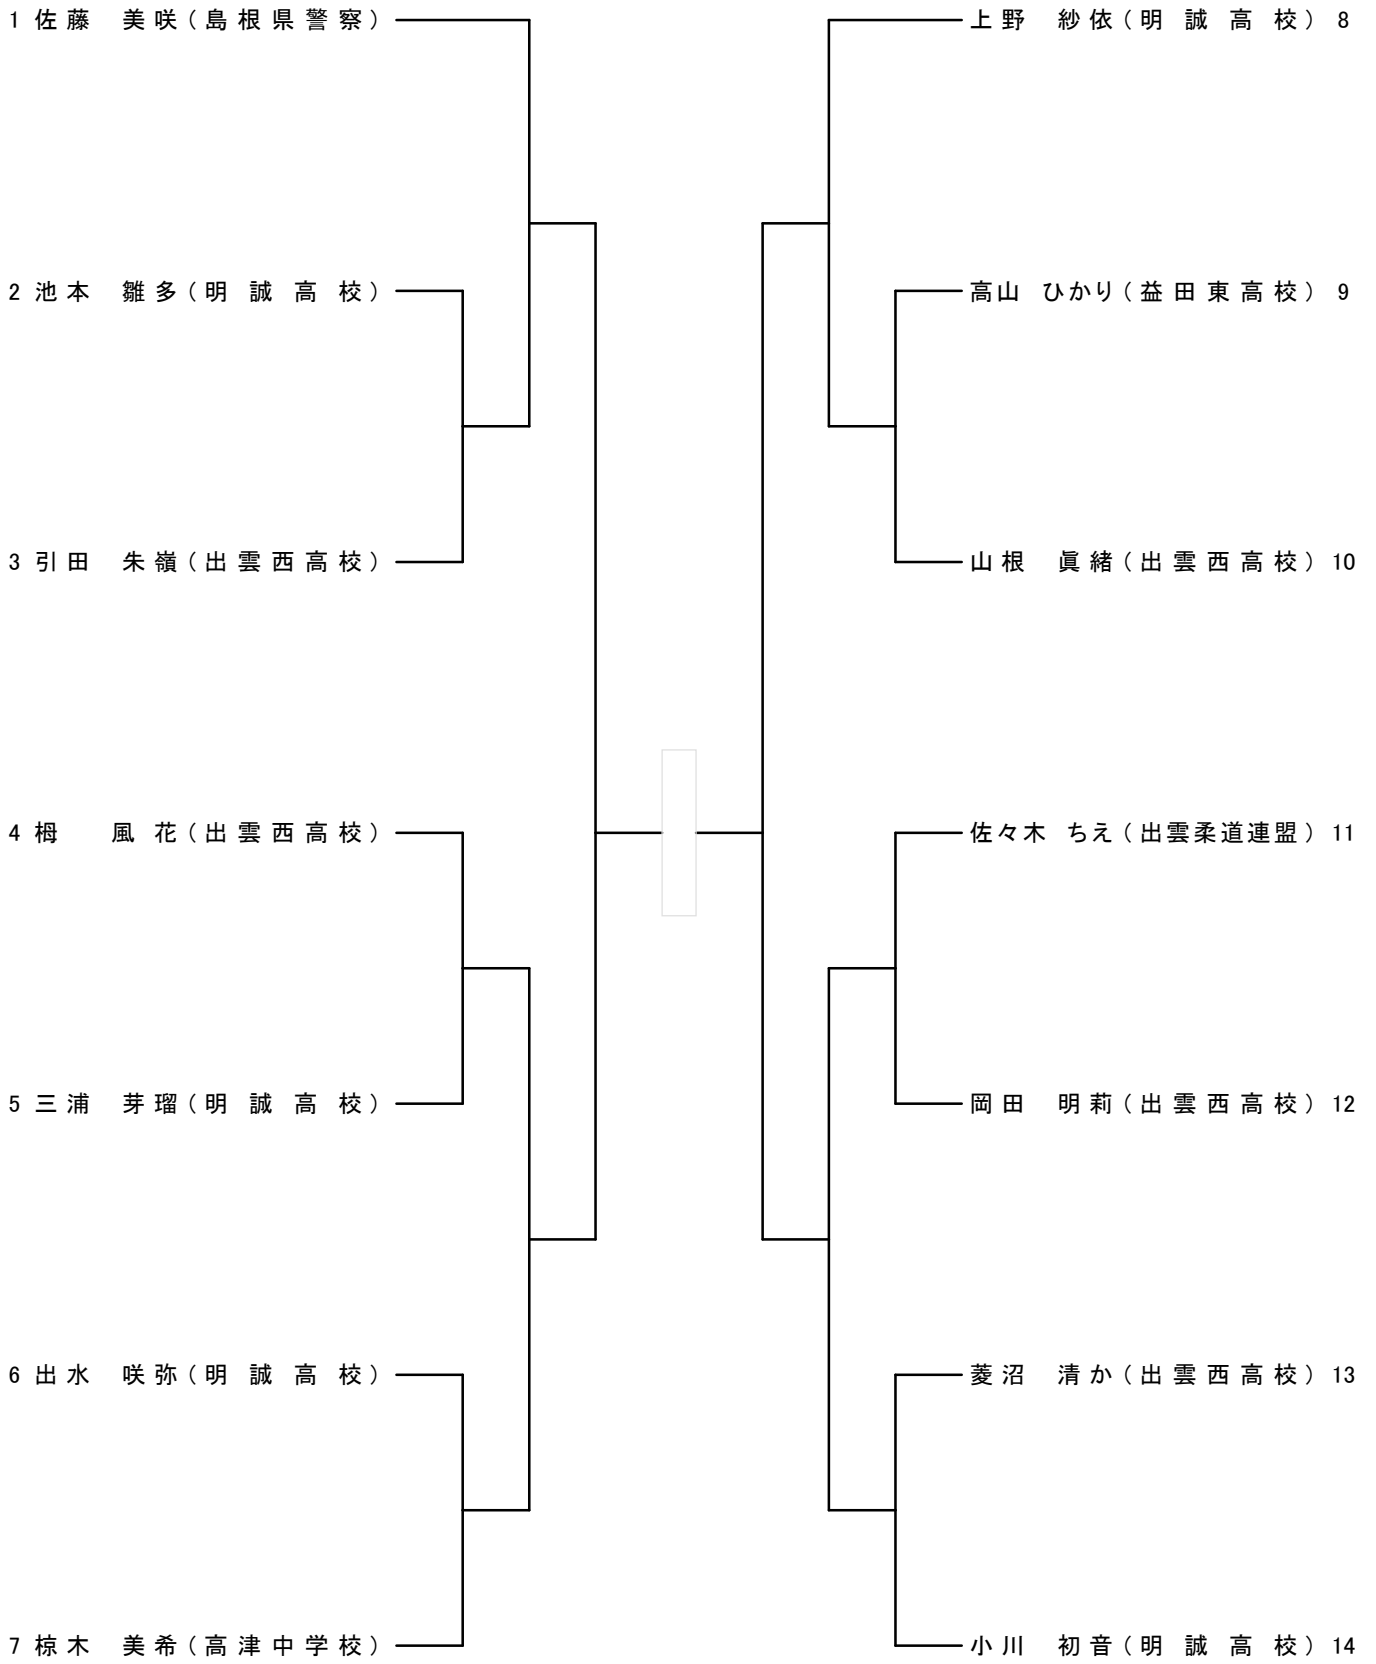 1 佐藤 美咲(島根県警察)
2 池本 雛多(明誠高校)
3 引田 朱嶺(出雲西高校)
4 栂 風花(出雲西高校)
5 三浦 芽瑠(明誠高校)
6 出水 咲弥(明誠高校)
7 椋木 美希(高津中学校)
上野 紗依(明誠高校) 8
高山 ひかり(益田東高校) 9
山根 眞緒(出雲西高校) 10
佐々木 ちえ(出雲柔道連盟) 11
岡田 明莉(出雲西高校) 12
菱沼 清か(出雲西高校) 13
小川 初音(明誠高校) 14